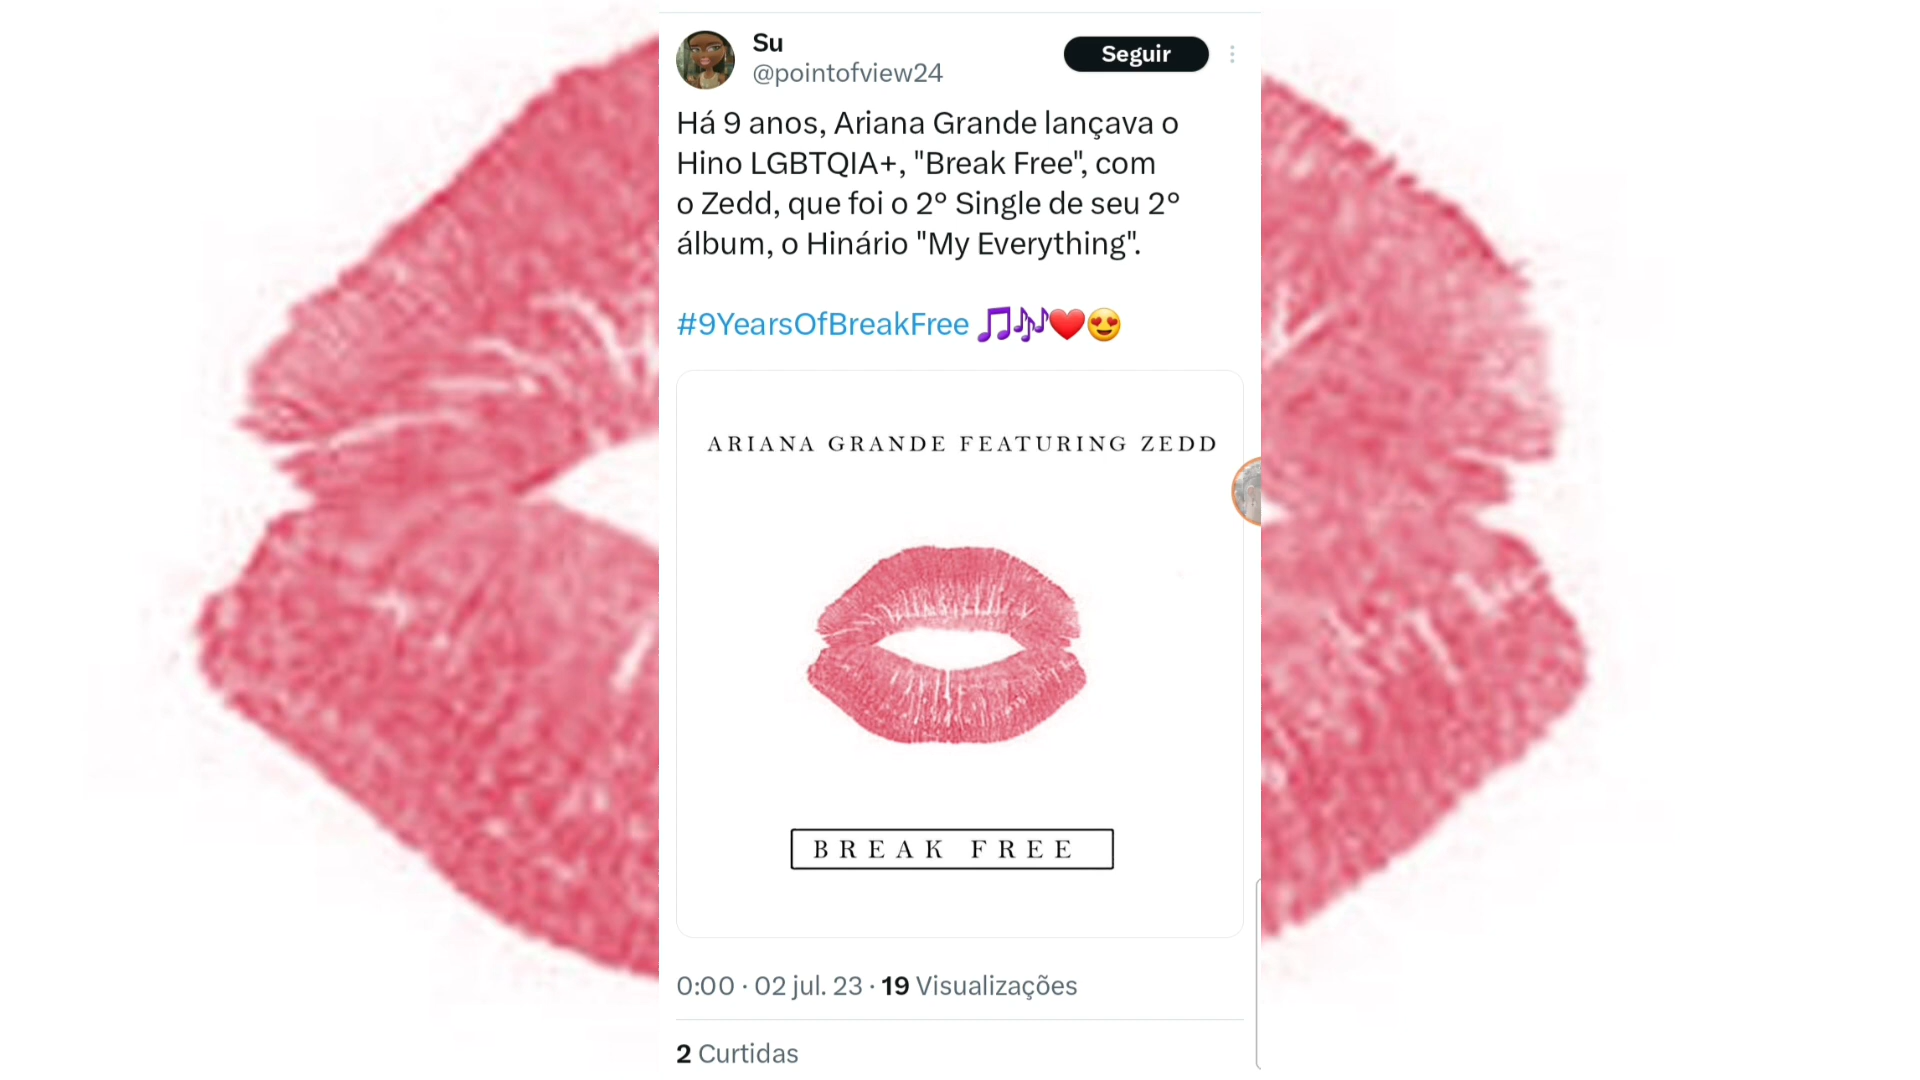 Su
@pointofview24
Seguir
Há 9 anos, Ariana Grande lançava o
Hino LGBTQIA+, "Break Free", com
o Zedd, que foi o 2° Single de seu 2°
álbum, o Hinário "My Everything".
#9YearsOfBreakFree 🎵🎶❤️😍
ARIANA GRANDE FEATURING ZEDD
BREAK FREE
0:00 · 02 jul. 23 · 19 Visualizações
2 Curtidas